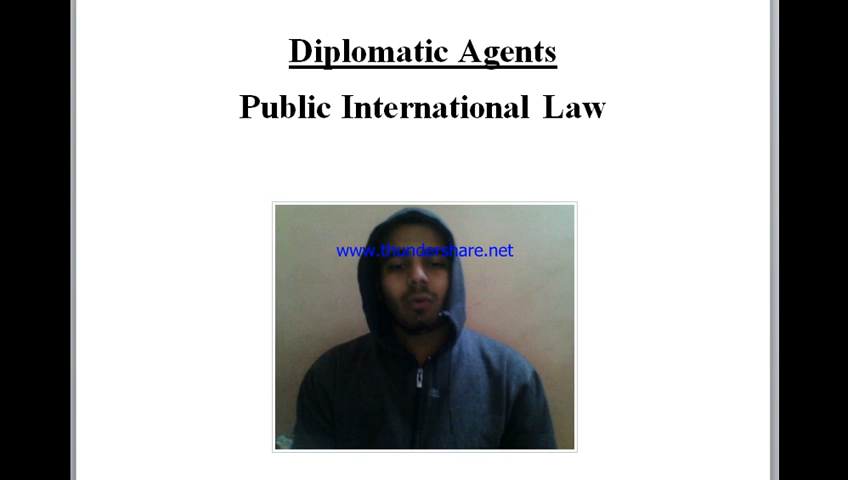 Diplomatic Agents
Public International Law
www.thundershare.net